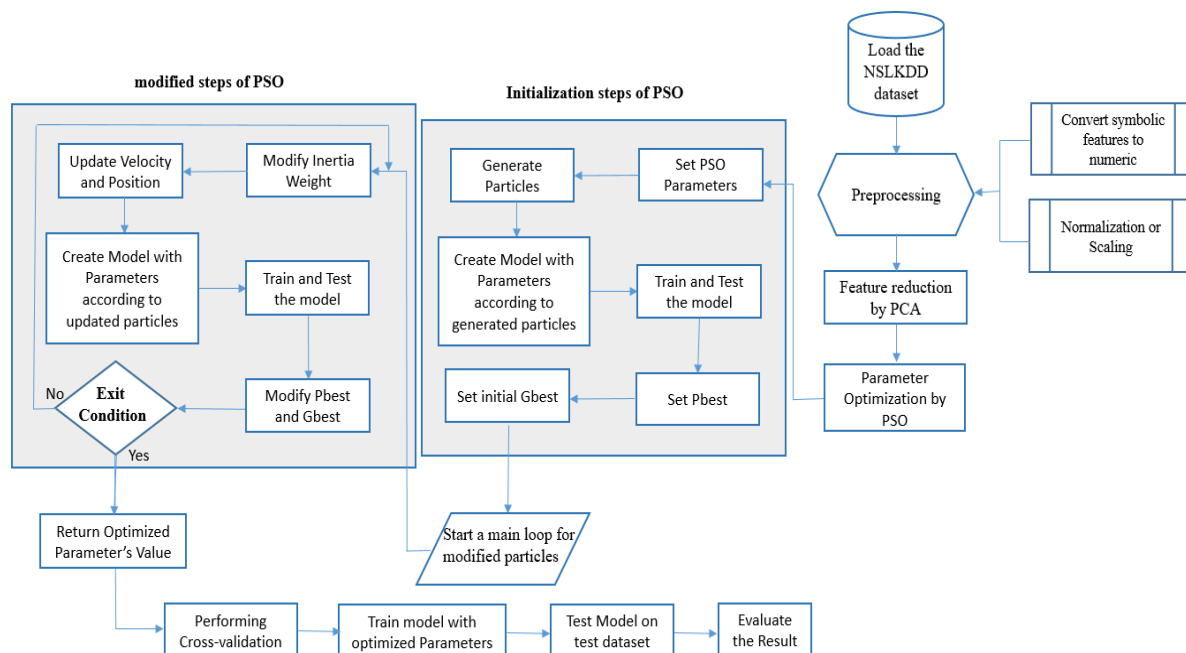 modified steps of PSO
Update Velocity
and Position
Modify Inertia
Weight
Create Model with
Parameters
according to
updated particles
Train and Test
the model
No
Exit
Condition
Modify Pbest
and Gbest
Yes
Return Optimized
Parameter's Value
Initialization steps of PSO
Generate
Particles
Set PSO
Parameters
Create Model with
Parameters
according to
generated particles
Train and Test
the model
Set initial Gbest
Set Pbest
Start a main loop for
modified particles
Load the
NSLKDD
dataset
Preprocessing
Convert symbolic
features to
numeric
Normalization or
Scaling
Feature reduction
by PCA
Parameter
Optimization by
PSO
Performing
Cross-validation
Train model with
optimized Parameters
Test Model on
test dataset
Evaluate
the Result